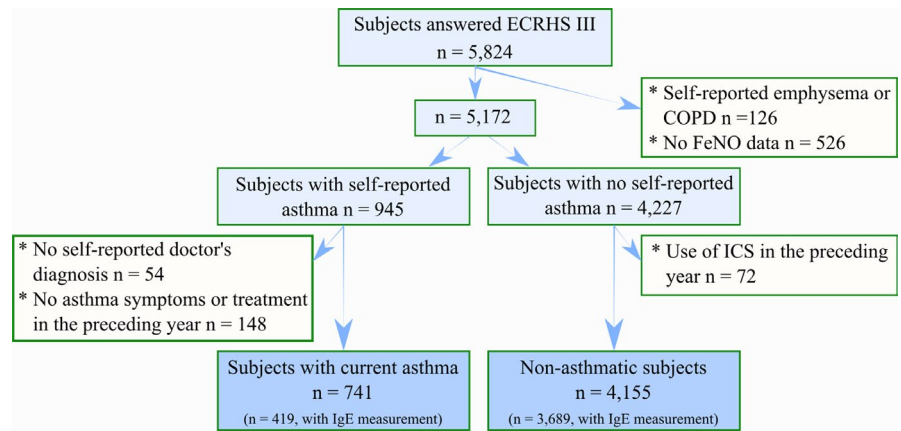 Subjects answered ECRHS III
n = 5,824
* Self-reported emphysema or
COPD n =126
* No FeNO data n = 526
n = 5,172
Subjects with self-reported
asthma n = 945
Subjects with no self-reported
asthma n = 4,227
* No self-reported doctor's
diagnosis n = 54
* No asthma symptoms or treatment
in the preceding year n = 148
* Use of ICS in the preceding
year n = 72
Subjects with current asthma
n = 741
(n = 419, with IgE measurement)
Non-asthmatic subjects
n = 4,155
(n = 3,689, with IgE measurement)